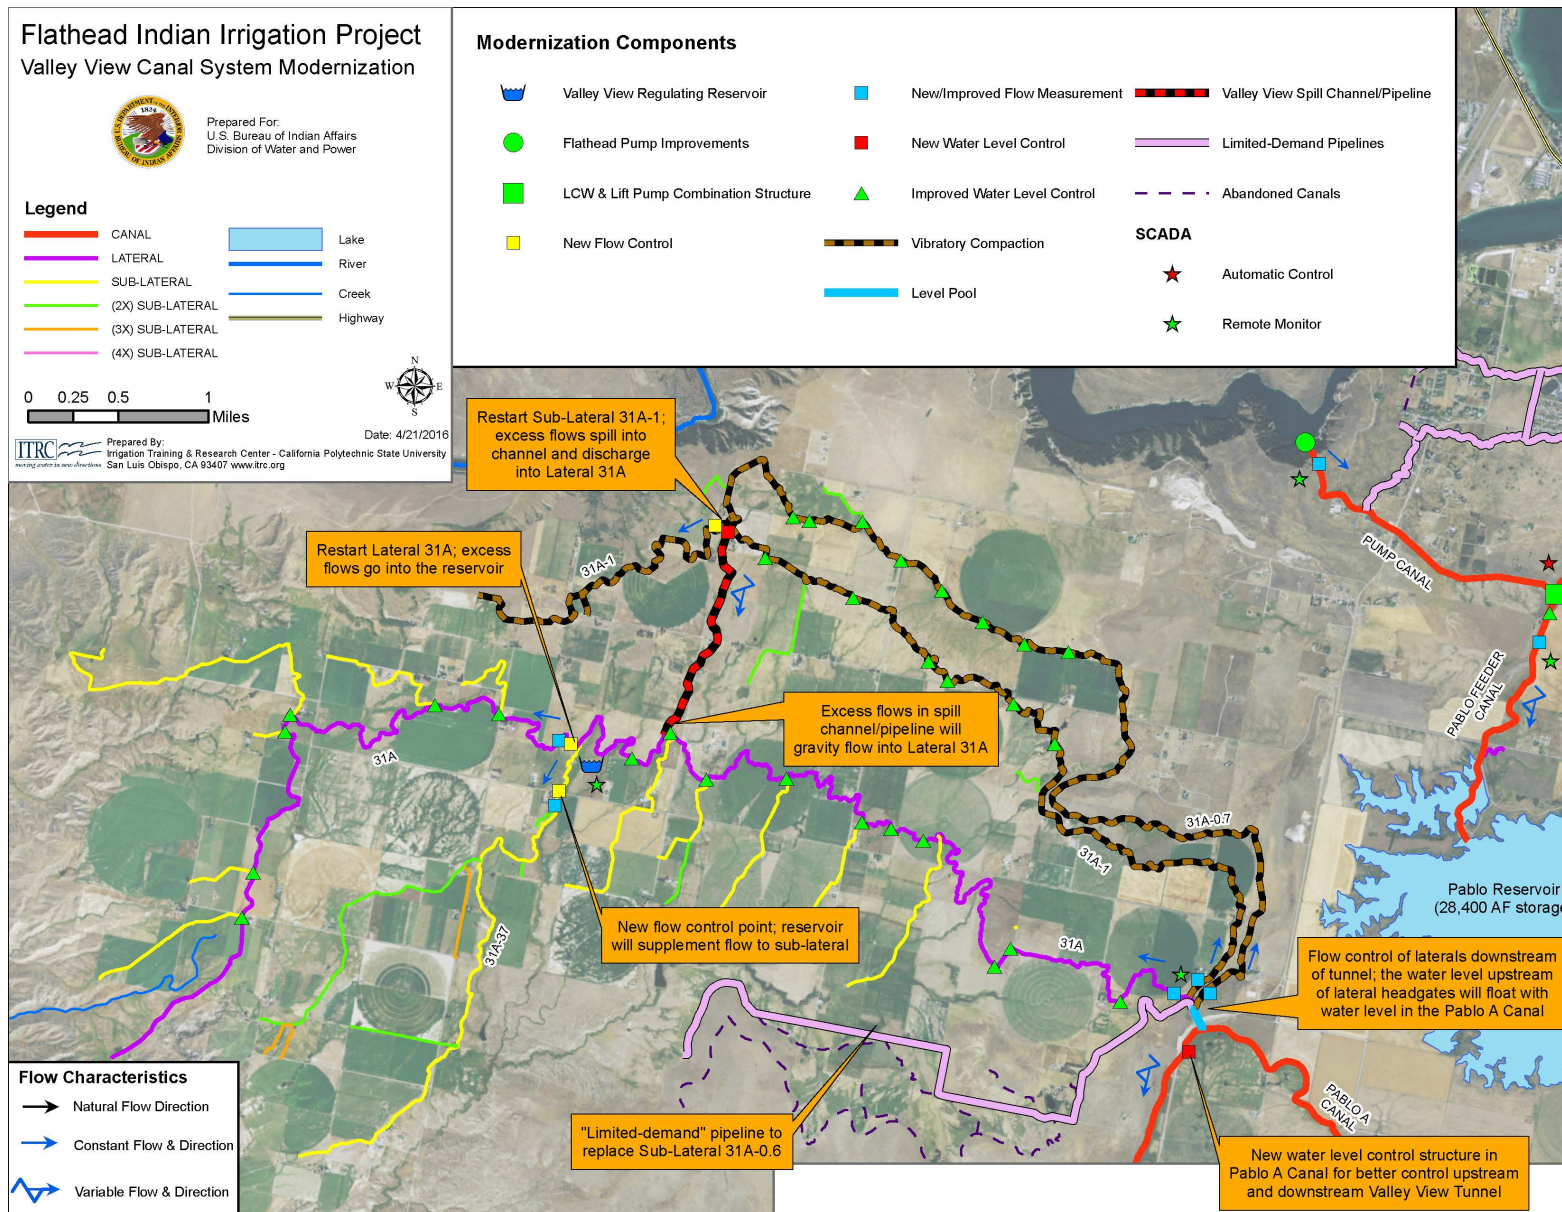 Flathead Indian Irrigation Project
Valley View Canal System Modernization
Prepared For:
U.S. Bureau of Indian Affairs
Division of Water and Power
Legend
CANAL
LATERAL
SUB-LATERAL
(2X) SUB-LATERAL
(3X) SUB-LATERAL
(4X) SUB-LATERAL
Lake
River
Creek
Highway
N
W E
S
0 0.25 0.5 1
Miles
Date: 4/21/2016
ITRC
moving water in new directions
Prepared By:
Irrigation Training & Research Center - California Polytechnic State University
San Luis Obispo, CA 93407 www.itrc.org
Modernization Components
Valley View Regulating Reservoir
Flathead Pump Improvements
LCW & Lift Pump Combination Structure
New Flow Control
New/Improved Flow Measurement
New Water Level Control
Improved Water Level Control
Vibratory Compaction
Level Pool
Valley View Spill Channel/Pipeline
Limited-Demand Pipelines
Abandoned Canals
SCADA
Automatic Control
Remote Monitor
Restart Sub-Lateral 31A-1;
excess flows spill into
channel and discharge
into Lateral 31A
Restart Lateral 31A; excess
flows go into the reservoir
31A-1
PUMP CANAL
PABLO FEEDER
CANAL
Excess flows in spill
channel/pipeline will
gravity flow into Lateral 31A
31A
31A-0.7
31A-1
Pablo Reservoir
(28,400 AF storage
New flow control point; reservoir
will supplement flow to sub-lateral
31A-37
31A
Flow control of laterals downstream
of tunnel; the water level upstream
of lateral headgates will float with
water level in the Pablo A Canal
PABLO A
CANAL
"Limited-demand" pipeline to
replace Sub-Lateral 31A-0.6
New water level control structure in
Pablo A Canal for better control upstream
and downstream Valley View Tunnel
Flow Characteristics
Natural Flow Direction
Constant Flow & Direction
Variable Flow & Direction